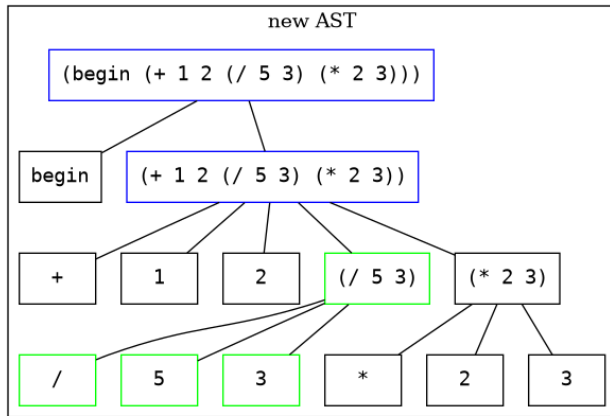 new AST
(begin (+ 1 2 (/ 5 3) (* 2 3)))
begin
(+ 1 2 (/ 5 3) (* 2 3))
+
1
2
(/ 5 3)
(* 2 3)
/
5
3
*
2
3